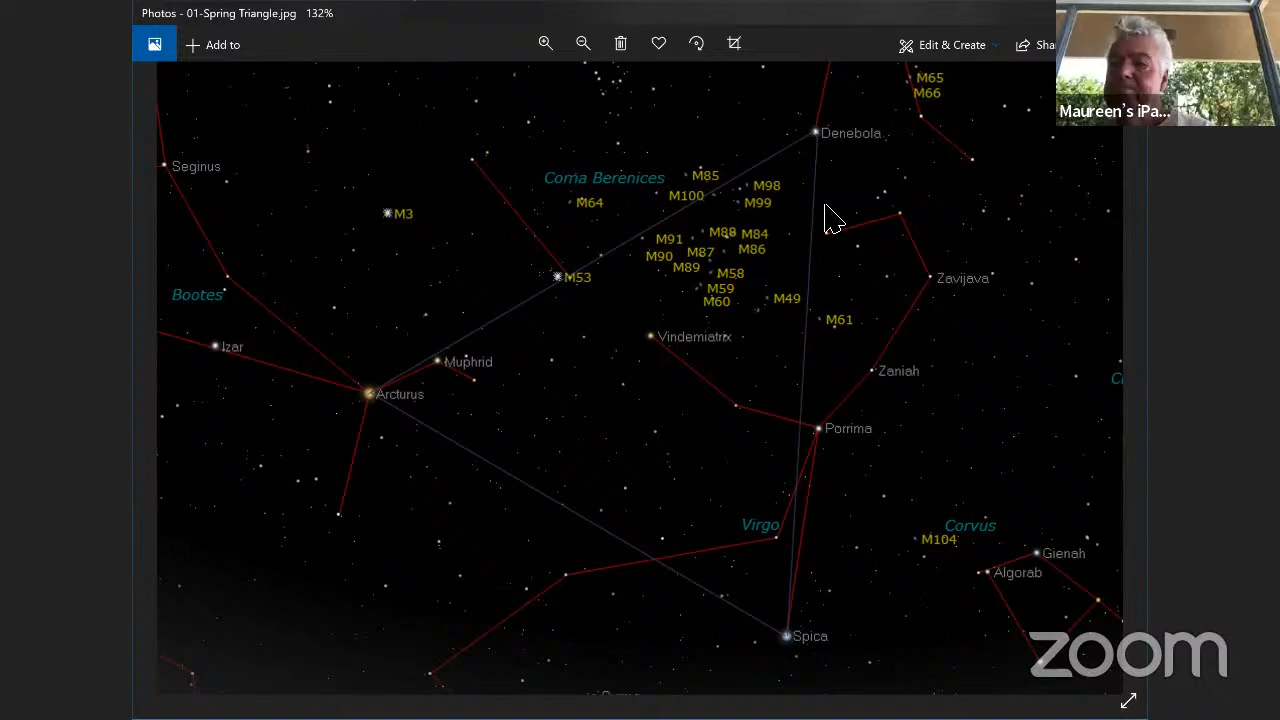 Photos - 01-Spring Triangle.jpg 132%
Add to
Edit & Create
Sha
Maureen's iPa...
M65
M66
Denebola
Seginus
Coma Berenices
M85
M98
M100
M99
M64
M3
M88
M84
M91
M86
M87
M90
M89
M58
M53
M59
M60
M49
Zavijava
Bootes
M61
Vindemiatrix
Izar
Muphrid
Zaniah
Arcturus
Porrima
Virgo
Corvus
M104
Gienah
Algorab
Spica
zoom